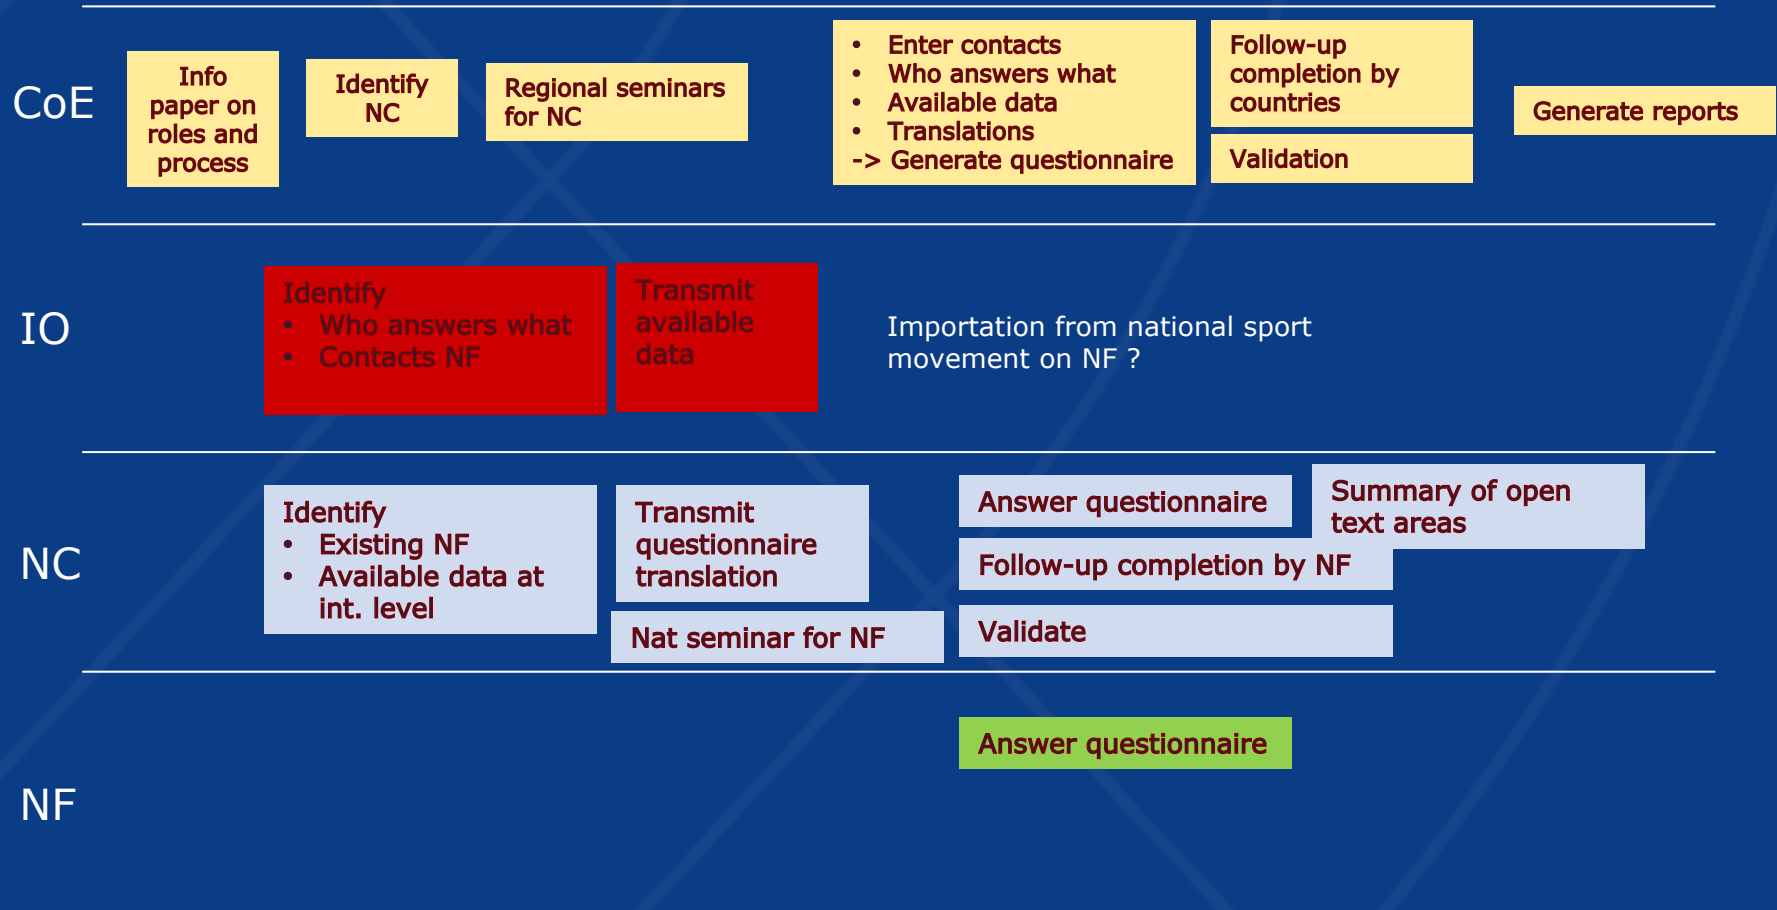 CoE
Info
paper on
roles and
process
Identify
NC
Regional seminars
for NC
• Enter contacts
• Who answers what
• Available data
• Translations
-> Generate questionnaire
Follow-up
completion by
countries
Validation
Generate reports
IO
Identify
• Who answers what
• Contacts NF
Transmit
available
data
Importation from national sport
movement on NF ?
NC
Identify
• Existing NF
• Available data at
int. level
Transmit
questionnaire
translation
Nat seminar for NF
Answer questionnaire
Summary of open
text areas
Follow-up completion by NF
Validate
NF
Answer questionnaire